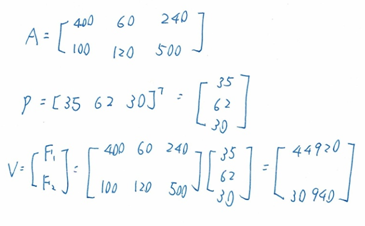 A = [ 400 60 240
100 120 500 ]
P = [35 62 30]ᵀ = [ 35
62
30 ]
V = [ F₁
F₂ ] = [ 400 60 240
100 120 500 ] [ 35
62
30 ] = [ 44920
30940 ]